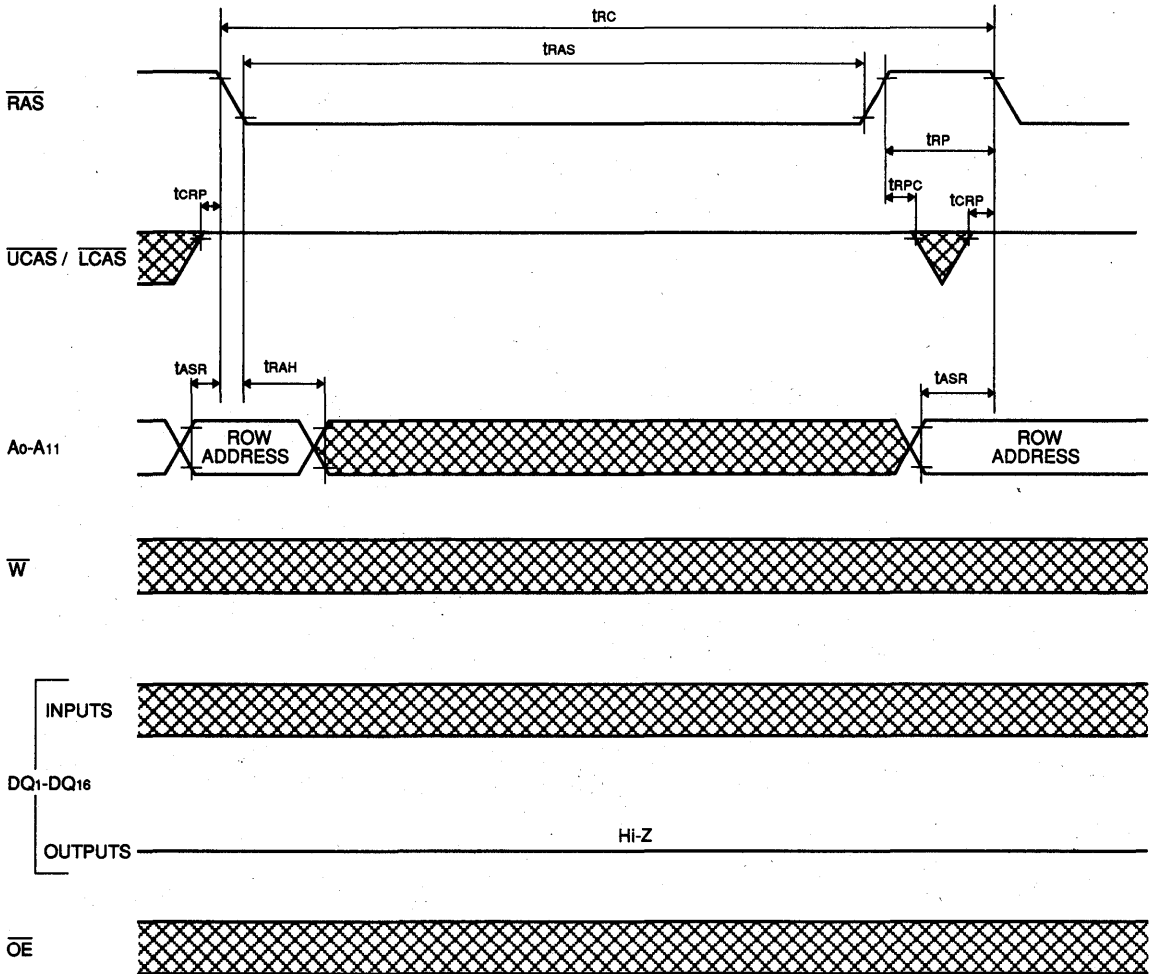 tRC
tRAS
RAS
tRP
tRPC
tCRP
tCRP
UCAS / LCAS
tASR
tRAH
tASR
A0-A11
ROW
ADDRESS
ROW
ADDRESS
W
INPUTS
DQ1-DQ16
Hi-Z
OUTPUTS
OE